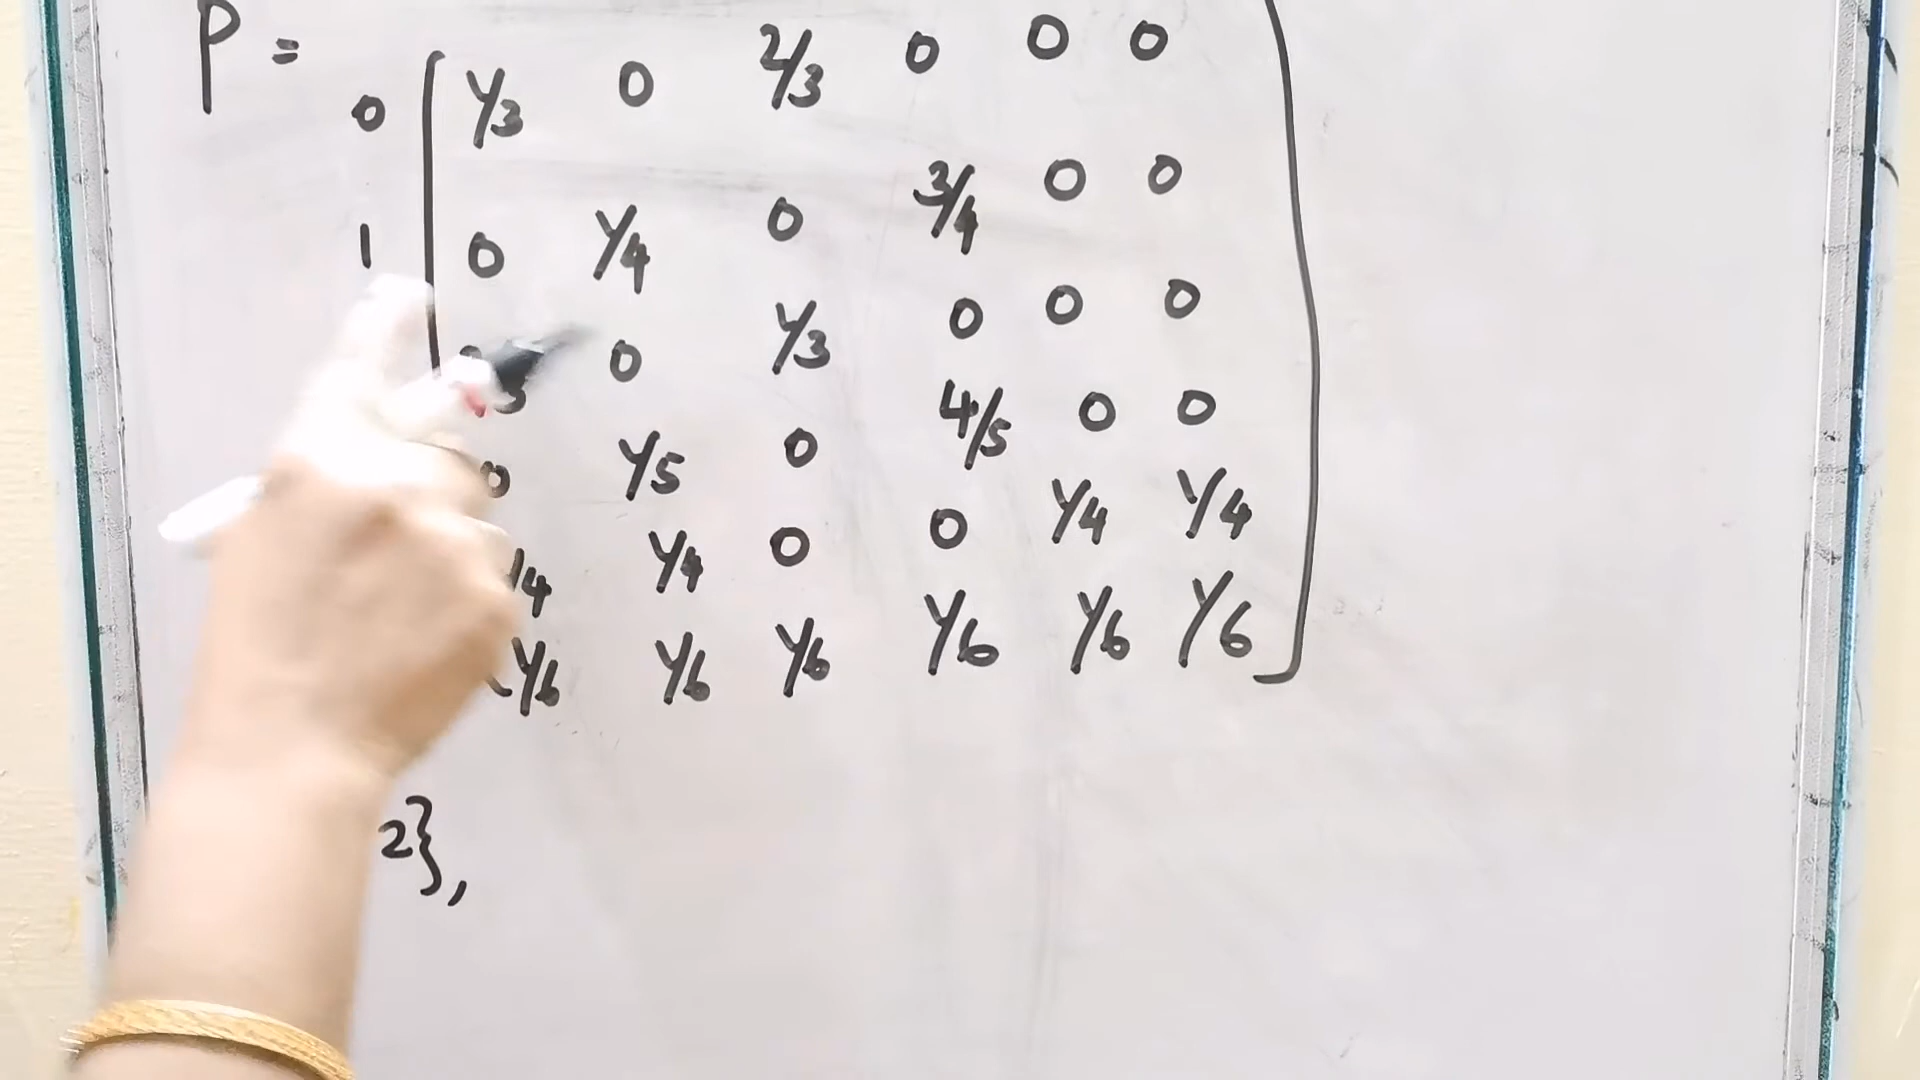 P =
0 1/3 0 2/3 0 0 0
1 0 1/4 0 3/4 0 0
0 1/3 0 0 0
0 1/5 0 4/5 0 0
1/4 0 0 1/4 1/4
1/6 1/6 1/6 1/6 1/6 1/6
2},